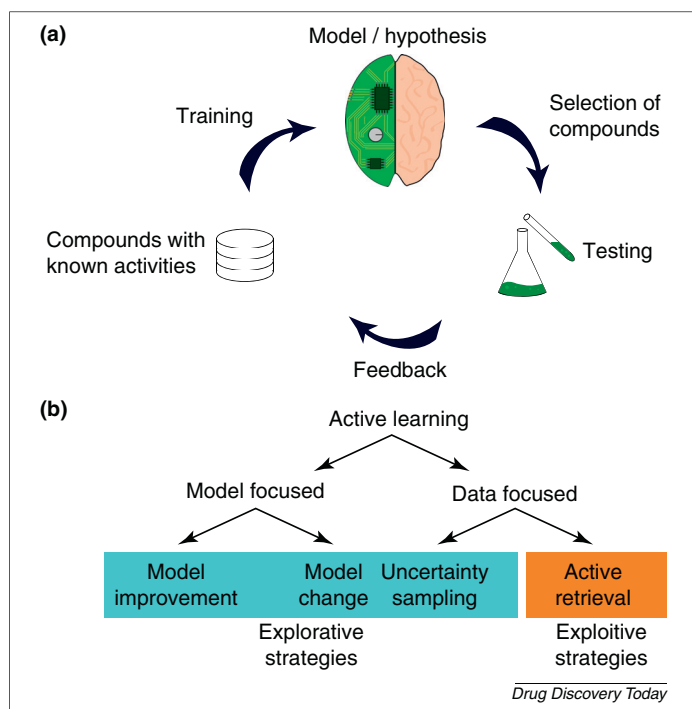 (a)
Model / hypothesis
Training
Selection of
compounds
Compounds with
known activities
Testing
Feedback
(b)
Active learning
Model focused
Data focused
Model
improvement
Model
change
Uncertainty
sampling
Active
retrieval
Explorative
strategies
Exploitive
strategies
Drug Discovery Today